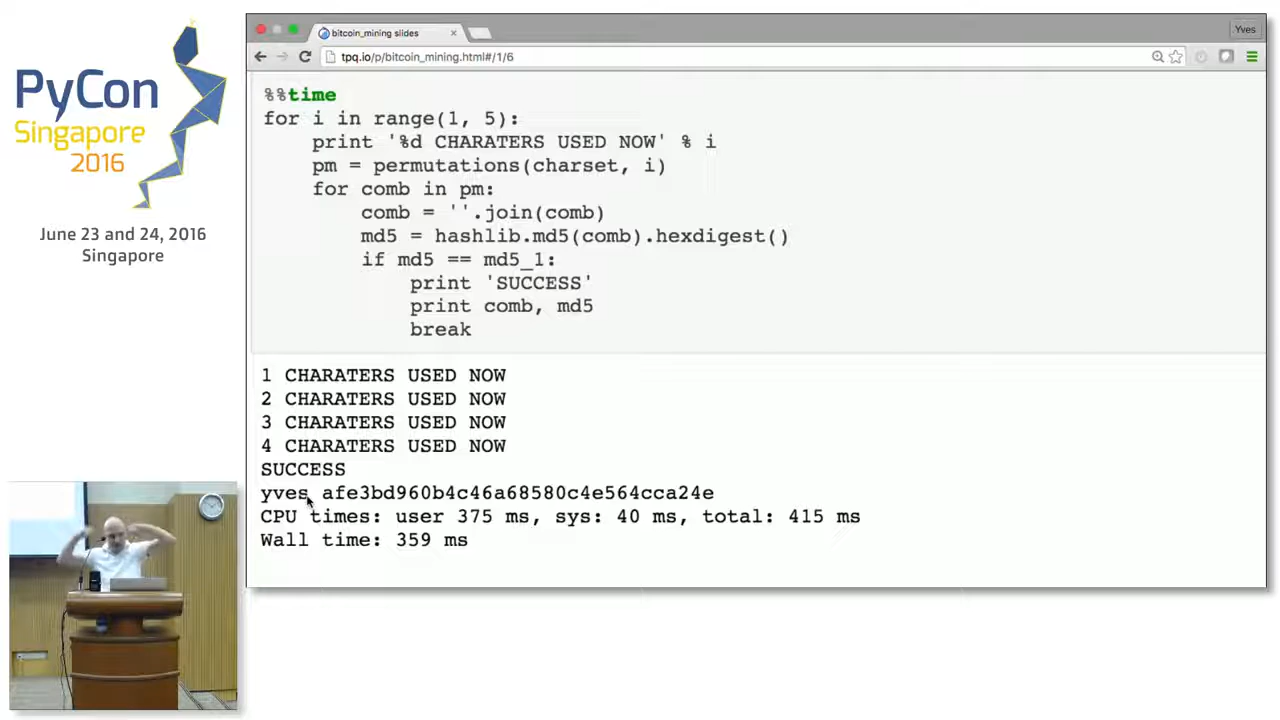 PyCon
Singapore
2016
June 23 and 24, 2016
Singapore
bitcoin_mining slides
Yves
tpq.io/p/bitcoin_mining.html#/1/6
%%time
for i in range(1, 5):
    print '%d CHARATERS USED NOW' % i
    pm = permutations(charset, i)
    for comb in pm:
        comb = ''.join(comb)
        md5 = hashlib.md5(comb).hexdigest()
        if md5 == md5_1:
            print 'SUCCESS'
            print comb, md5
            break
1 CHARATERS USED NOW
2 CHARATERS USED NOW
3 CHARATERS USED NOW
4 CHARATERS USED NOW
SUCCESS
yves afe3bd960b4c46a68580c4e564cca24e
CPU times: user 375 ms, sys: 40 ms, total: 415 ms
Wall time: 359 ms